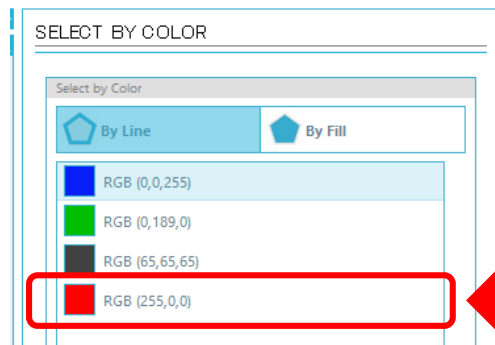 SELECT BY COLOR
Select by Color
By Line
By Fill
RGB (0,0,255)
RGB (0,189,0)
RGB (65,65,65)
RGB (255,0,0)